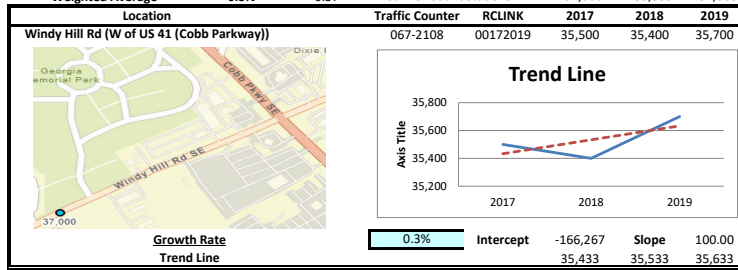 Location Traffic Counter RCLINK 2017 2018 2019
Windy Hill Rd (W of US 41 (Cobb Parkway)) 067-2108 00172019 35,500 35,400 35,700
Georgia
emorial Park
Cobb Pkwy SE
Windy Hill Rd SE
37,000
Trend Line
Axis Title
35,800
35,600
35,400
35,200
2017 2018 2019
Growth Rate 0.3% Intercept -166,267 Slope 100.00
Trend Line 35,433 35,533 35,633